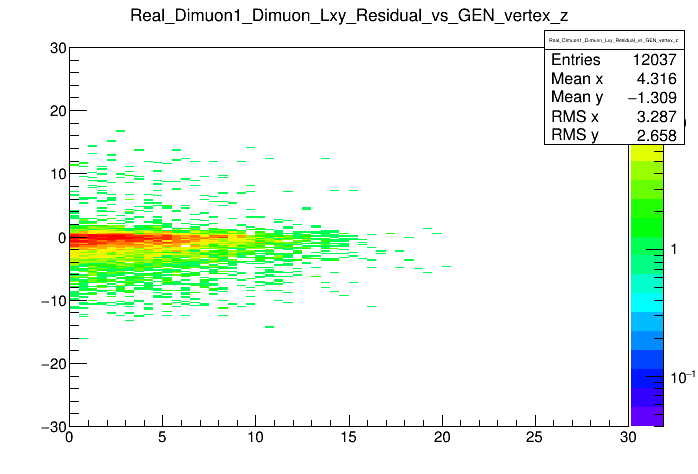 Real_Dimuon1_Dimuon_Lxy_Residual_vs_GEN_vertex_z
Real_Dimuon1_Dimuon_Lxy_Residual_vs_GEN_vertex_z
Entries 12037
Mean x 4.316
Mean y −1.309
RMS x 3.287
RMS y 2.658
30
20
10
0
−10
−20
−30
0 5 10 15 20 25 30
1
10⁻¹